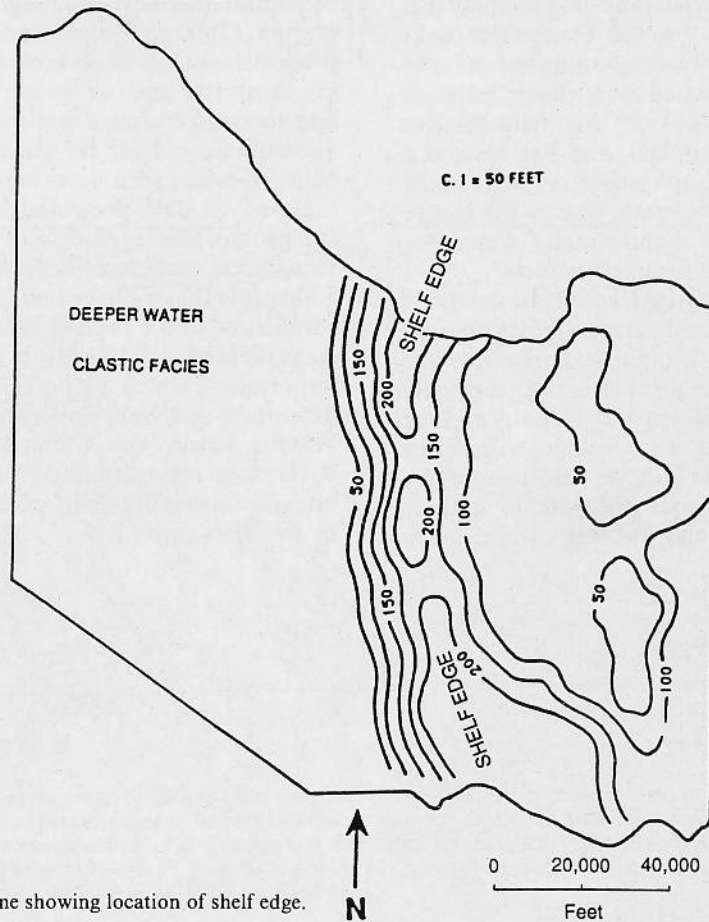 C. I = 50 FEET
SHELF EDGE
DEEPER WATER
CLASTIC FACIES
150
200
150
50
100
50
200
150
50
200
100
SHELF EDGE
0 20,000 40,000
Feet
N
ne showing location of shelf edge.